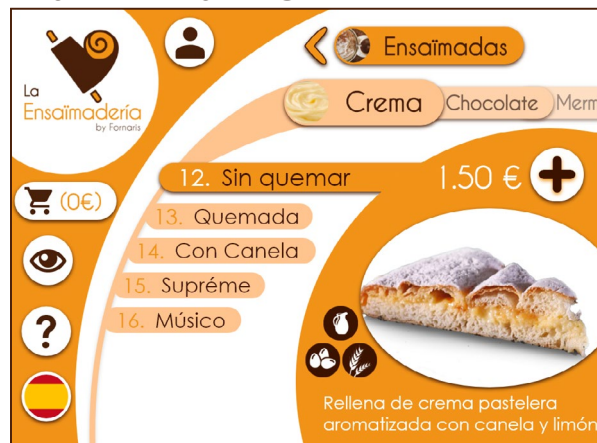 La
Ensaïmadería
by Fornaris
Ensaïmadas
Crema
Chocolate
Merm
(0€)
12. Sin quemar
1.50 €
13. Quemada
14. Con Canela
15. Supréme
16. Músico
?
Rellena de crema pastelera
aromatizada con canela y limón